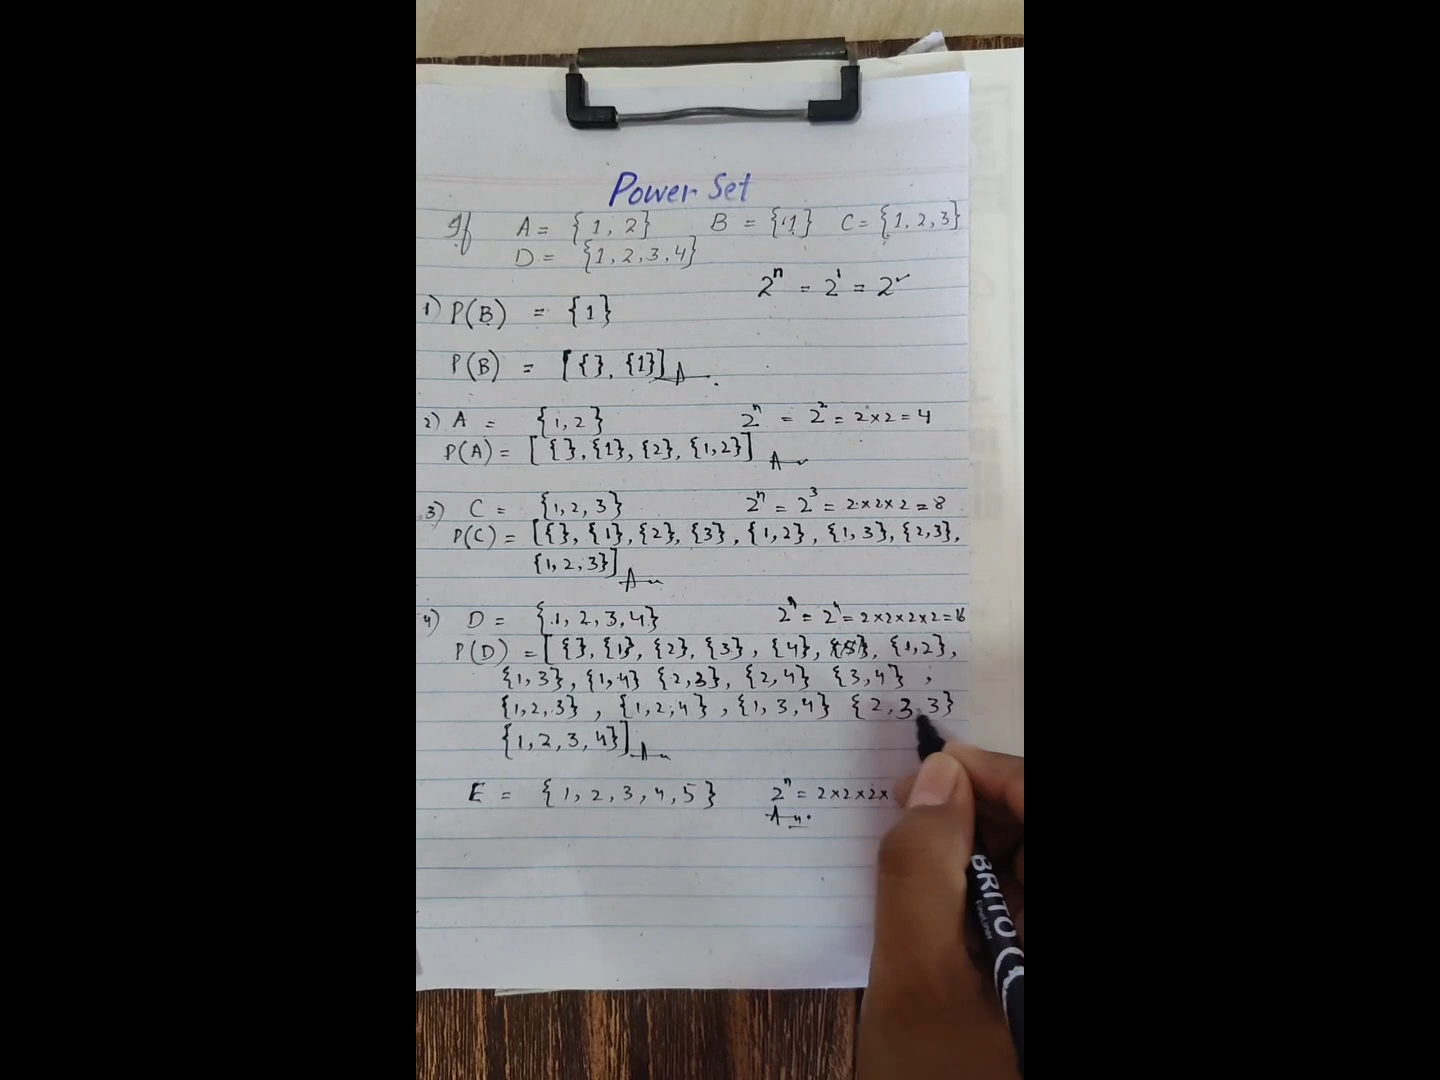 Power Set
If A = {1, 2} B = {1} C = {1, 2, 3}
D = {1, 2, 3, 4}
2ⁿ = 2¹ = 2
1) P(B) = {1}
P(B) = [{}, {1}]
2) A = {1, 2} 2ⁿ = 2² = 2×2 = 4
P(A) = [{}, {1}, {2}, {1, 2}]
3) C = {1, 2, 3} 2ⁿ = 2³ = 2×2×2 = 8
P(C) = [{}, {1}, {2}, {3}, {1, 2}, {1, 3}, {2, 3},
{1, 2, 3}]
4) D = {1, 2, 3, 4} 2ⁿ = 2⁴ = 2×2×2×2 = 16
P(D) = [{}, {1}, {2}, {3}, {4}, {1, 2},
{1, 3}, {1, 4} {2, 3}, {2, 4} {3, 4},
{1, 2, 3}, {1, 2, 4}, {1, 3, 4} {2, 3, 3}
{1, 2, 3, 4}]
E = {1, 2, 3, 4, 5} 2ⁿ = 2×2×2×
BRITO
FineLiner